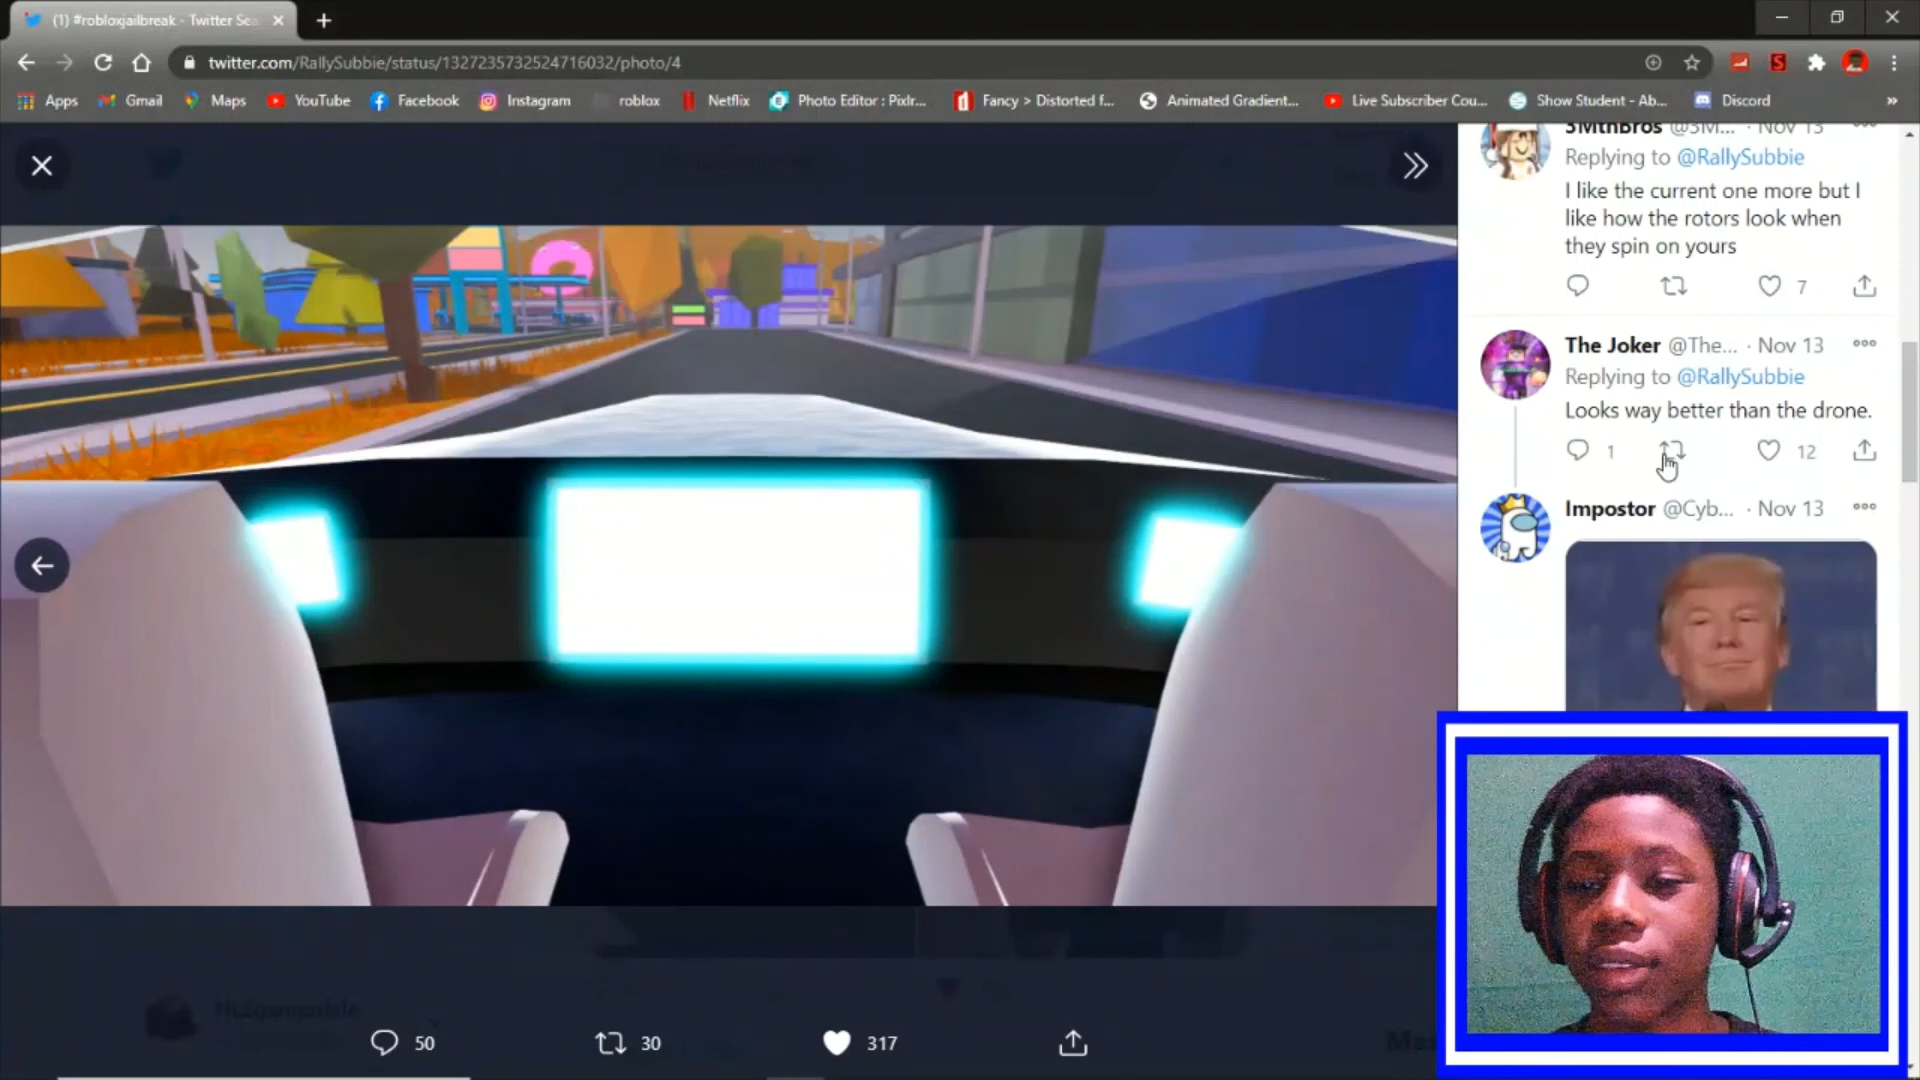 (1) #robloxjailbreak - Twitter Sea
twitter.com/RallySubbie/status/1327235732524716032/photo/4
Apps Gmail Maps YouTube Facebook Instagram roblox Netflix Photo Editor : Pixlr... Fancy > Distorted f... Animated Gradient... Live Subscriber Cou... Show Student - Ab... Discord »
3MthBros @3M... · Nov 13
Replying to @RallySubbie
I like the current one more but I
like how the rotors look when
they spin on yours
7
The Joker @The... · Nov 13
Replying to @RallySubbie
Looks way better than the drone.
1 12
Impostor @Cyb... · Nov 13
50 30 317